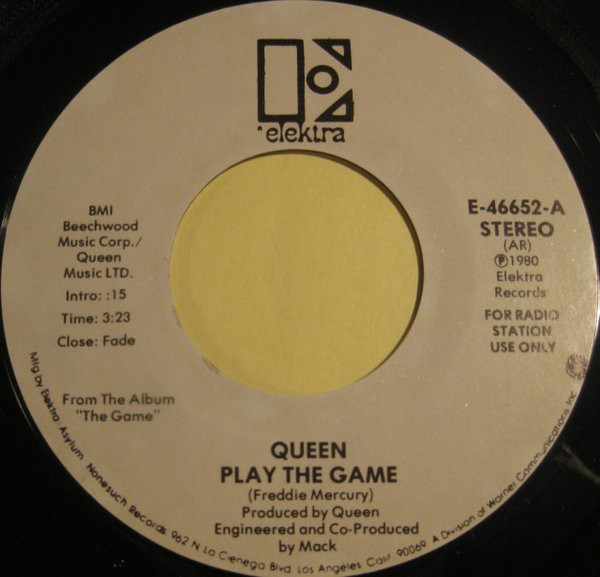 elektra
BMI
Beechwood
Music Corp./
Queen
Music LTD.
Intro: :15
Time: 3:23
Close: Fade
From The Album
"The Game"
E-46652-A
STEREO
(AR)
℗1980
Elektra
Records
FOR RADIO
STATION
USE ONLY
QUEEN
PLAY THE GAME
(Freddie Mercury)
Produced by Queen
Engineered and Co-Produced
by Mack
Mfg by Elektra, Asylum, Nonesuch Records 962 N La Cienega Blvd Los Angeles Calif 90069 A Division of Warner Communications Inc